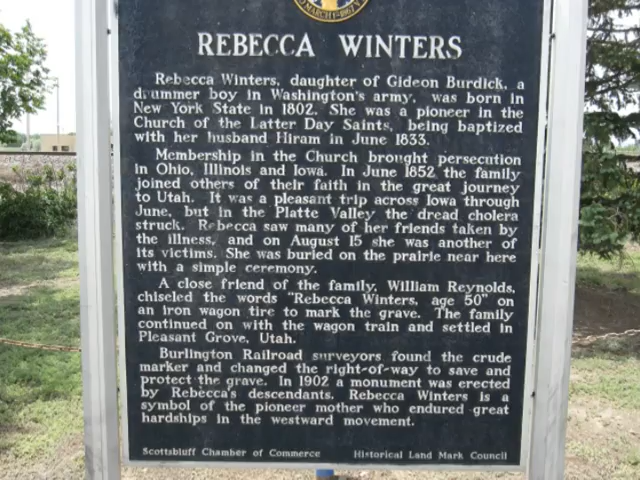 REBECCA WINTERS
Rebecca Winters, daughter of Gideon Burdick, a
drummer boy in Washington's army, was born in
New York State in 1802. She was a pioneer in the
Church of the Latter Day Saints, being baptized
with her husband Hiram in June 1833.
Membership in the Church brought persecution
in Ohio, Illinois and Iowa. In June 1852 the family
joined others of their faith in the great journey
to Utah. It was a pleasant trip across Iowa through
June, but in the Platte Valley the dread cholera
struck. Rebecca saw many of her friends taken by
the illness, and on August 15 she was another of
its victims. She was buried on the prairie near here
with a simple ceremony.
A close friend of the family, William Reynolds,
chiseled the words "Rebecca Winters, age 50" on
an iron wagon tire to mark the grave. The family
continued on with the wagon train and settled in
Pleasant Grove, Utah.
Burlington Railroad surveyors found the crude
marker and changed the right-of-way to save and
protect the grave. In 1902 a monument was erected
by Rebecca's descendants. Rebecca Winters is a
symbol of the pioneer mother who endured great
hardships in the westward movement.
Scottsbluff Chamber of Commerce Historical Land Mark Council